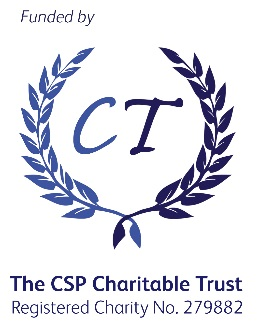 Funded by
CT
The CSP Charitable Trust
Registered Charity No. 279882